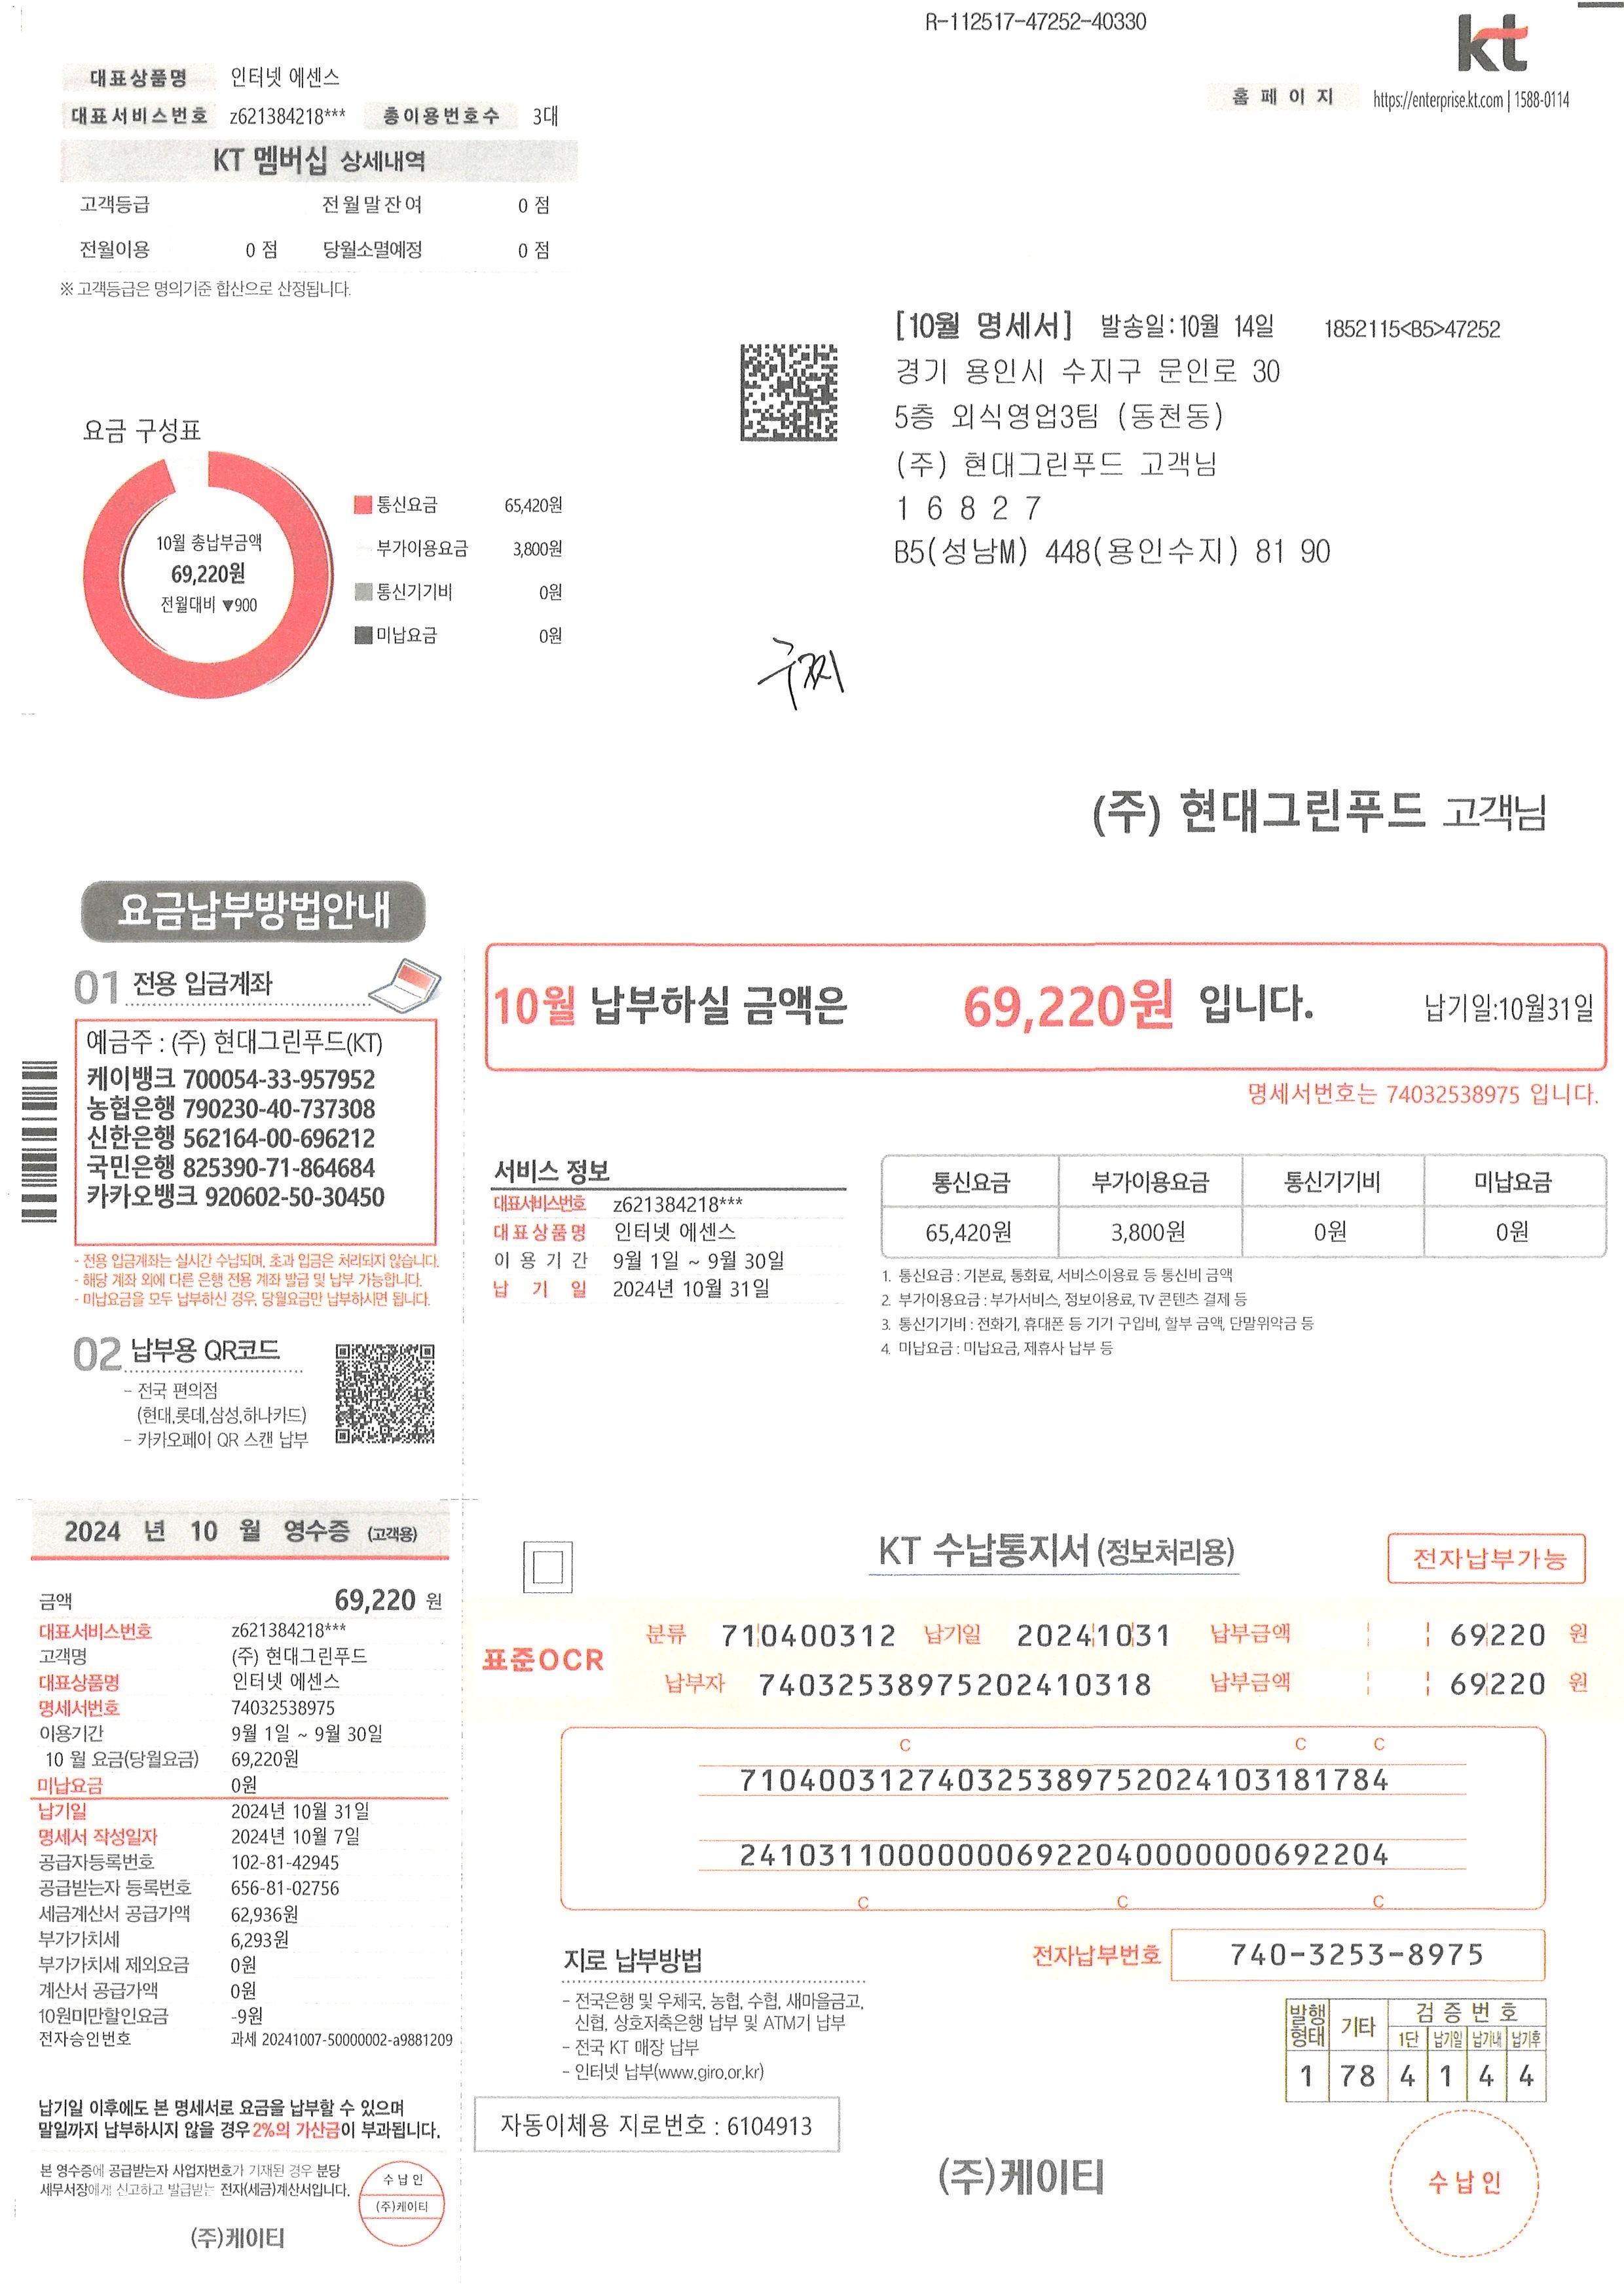 R-112517-47252-40330
kt
홈페이지 https://enterprise.kt.com | 1588-0114
대표상품명 인터넷 에센스
대표서비스번호 z621384218*** 총이용번호수 3대
KT 멤버십 상세내역
고객등급 전월말잔여 0 점
전월이용 0 점 당월소멸예정 0 점
※ 고객등급은 명의기준 합산으로 산정됩니다.
[10월 명세서] 발송일:10월 14일 1852115<B5>47252
경기 용인시 수지구 문인로 30
5층 외식영업3팀 (동천동)
(주) 현대그린푸드 고객님
1 6 8 2 7
B5(성남M) 448(용인수지) 81 90
요금 구성표
10월 총납부금액
69,220원
전월대비 ▼900
통신요금 65,420원
부가이용요금 3,800원
통신기기비 0원
미납요금 0원
(주) 현대그린푸드 고객님
요금납부방법안내
01 전용 입금계좌
예금주 : (주) 현대그린푸드(KT)
케이뱅크 700054-33-957952
농협은행 790230-40-737308
신한은행 562164-00-696212
국민은행 825390-71-864684
카카오뱅크 920602-50-30450
- 전용 입금계좌는 실시간 수납되며, 초과 입금은 처리되지 않습니다.
- 해당 계좌 외에 다른 은행 전용 계좌 발급 및 납부 가능합니다.
- 미납요금을 모두 납부하신 경우, 당월요금만 납부하시면 됩니다.
02 납부용 QR코드
- 전국 편의점
(현대,롯데,삼성,하나카드)
- 카카오페이 QR 스캔 납부
10월 납부하실 금액은 69,220원 입니다. 납기일:10월31일
명세서번호는 74032538975 입니다.
서비스 정보
대표서비스번호 z621384218***
대표상품명 인터넷 에센스
이용기간 9월 1일 ~ 9월 30일
납기일 2024년 10월 31일
통신요금 부가이용요금 통신기기비 미납요금
65,420원 3,800원 0원 0원
1. 통신요금 : 기본료, 통화료, 서비스이용료 등 통신비 금액
2. 부가이용요금 : 부가서비스, 정보이용료, TV 콘텐츠 결제 등
3. 통신기기비 : 전화기, 휴대폰 등 기기 구입비, 할부 금액, 단말위약금 등
4. 미납요금 : 미납요금, 제휴사 납부 등
2024 년 10 월 영수증 (고객용)
금액 69,220 원
대표서비스번호 z621384218***
고객명 (주) 현대그린푸드
대표상품명 인터넷 에센스
명세서번호 74032538975
이용기간 9월 1일 ~ 9월 30일
10 월 요금(당월요금) 69,220원
미납요금 0원
납기일 2024년 10월 31일
명세서 작성일자 2024년 10월 7일
공급자등록번호 102-81-42945
공급받는자 등록번호 656-81-02756
세금계산서 공급가액 62,936원
부가가치세 6,293원
부가가치세 제외요금 0원
계산서 공급가액 0원
10원미만할인요금 -9원
전자승인번호 과세 20241007-50000002-a9881209
납기일 이후에도 본 명세서로 요금을 납부할 수 있으며
말일까지 납부하시지 않을 경우 2%의 가산금이 부과됩니다.
본 영수증에 공급받는자 사업자번호가 기재된 경우 분당
세무서장에게 신고하고 발급받는 전자(세금)계산서입니다.
수납인
(주)케이티
(주)케이티
KT 수납통지서 (정보처리용)
전자납부가능
표준OCR
분류 710400312 납기일 20241031 납부금액 69220 원
납부자 74032538975202410318 납부금액 69220 원
C C C
710400312740325389752024103181784
241031100000006922040000000692204
C C C
지로 납부방법
- 전국은행 및 우체국, 농협, 수협, 새마을금고,
신협, 상호저축은행 납부 및 ATM기 납부
- 전국 KT 매장 납부
- 인터넷 납부(www.giro.or.kr)
전자납부번호 740-3253-8975
발행형태 기타 검증번호
1단 납기일 납기내 납기후
1 78 4 1 4 4
자동이체용 지로번호 : 6104913
(주)케이티
수납인